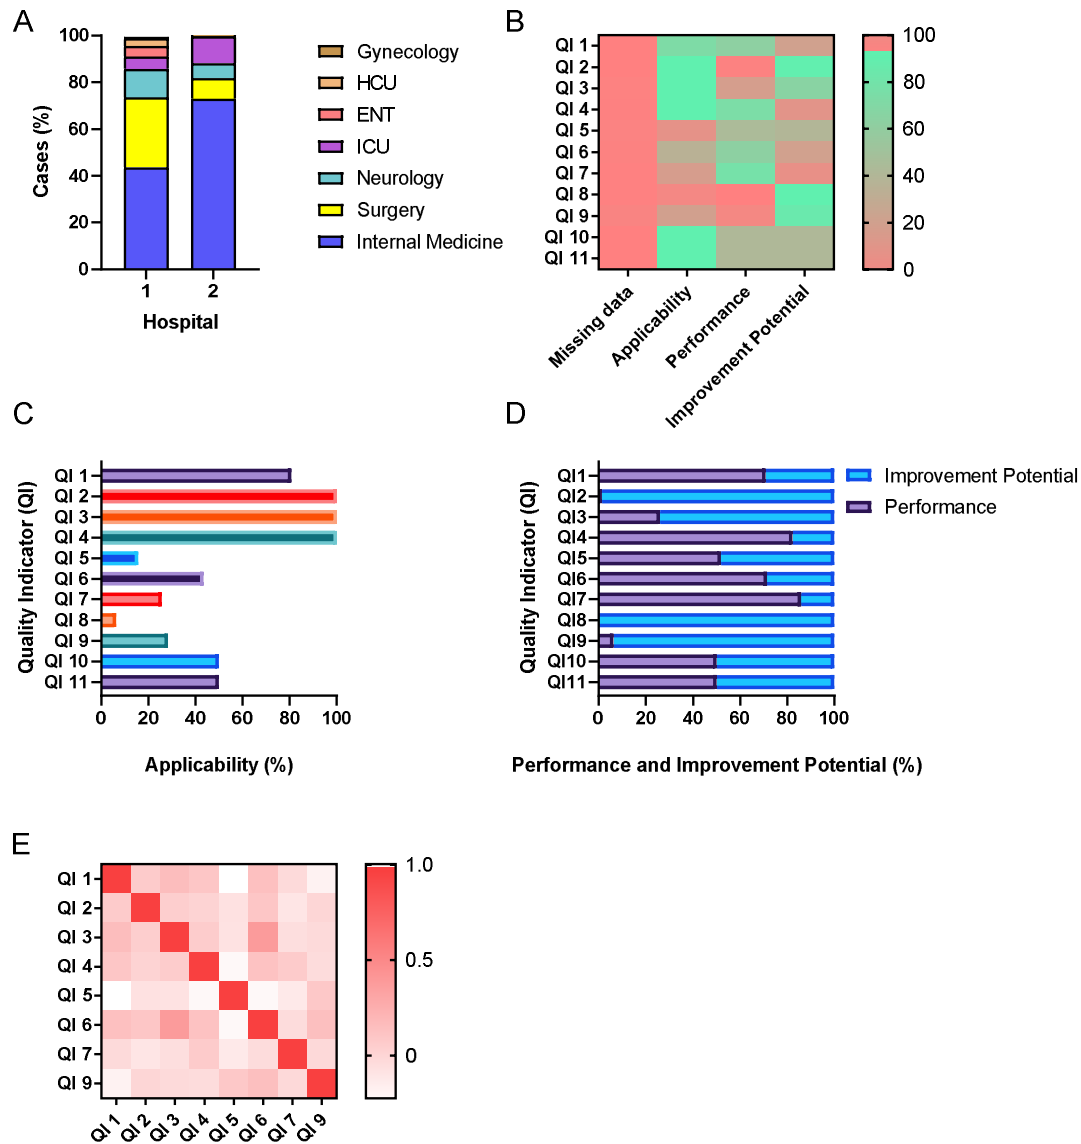 A
100
80
60
40
20
0
Cases (%)
1
2
Hospital
Gynecology
HCU
ENT
ICU
Neurology
Surgery
Internal Medicine
B
QI 1
QI 2
QI 3
QI 4
QI 5
QI 6
QI 7
QI 8
QI 9
QI 10
QI 11
Missing data
Applicability
Performance
Improvement Potential
100
80
60
40
20
0
C
Quality Indicator (QI)
QI 1
QI 2
QI 3
QI 4
QI 5
QI 6
QI 7
QI 8
QI 9
QI 10
QI 11
0 20 40 60 80 100
Applicability (%)
D
Quality Indicator (QI)
QI1
QI2
QI3
QI4
QI5
QI6
QI7
QI8
QI9
QI10
QI11
0 20 40 60 80 100
Performance and Improvement Potential (%)
Improvement Potential
Performance
E
QI 1
QI 2
QI 3
QI 4
QI 5
QI 6
QI 7
QI 9
QI 1 QI 2 QI 3 QI 4 QI 5 QI 6 QI 7 QI 9
1.0
0.5
0